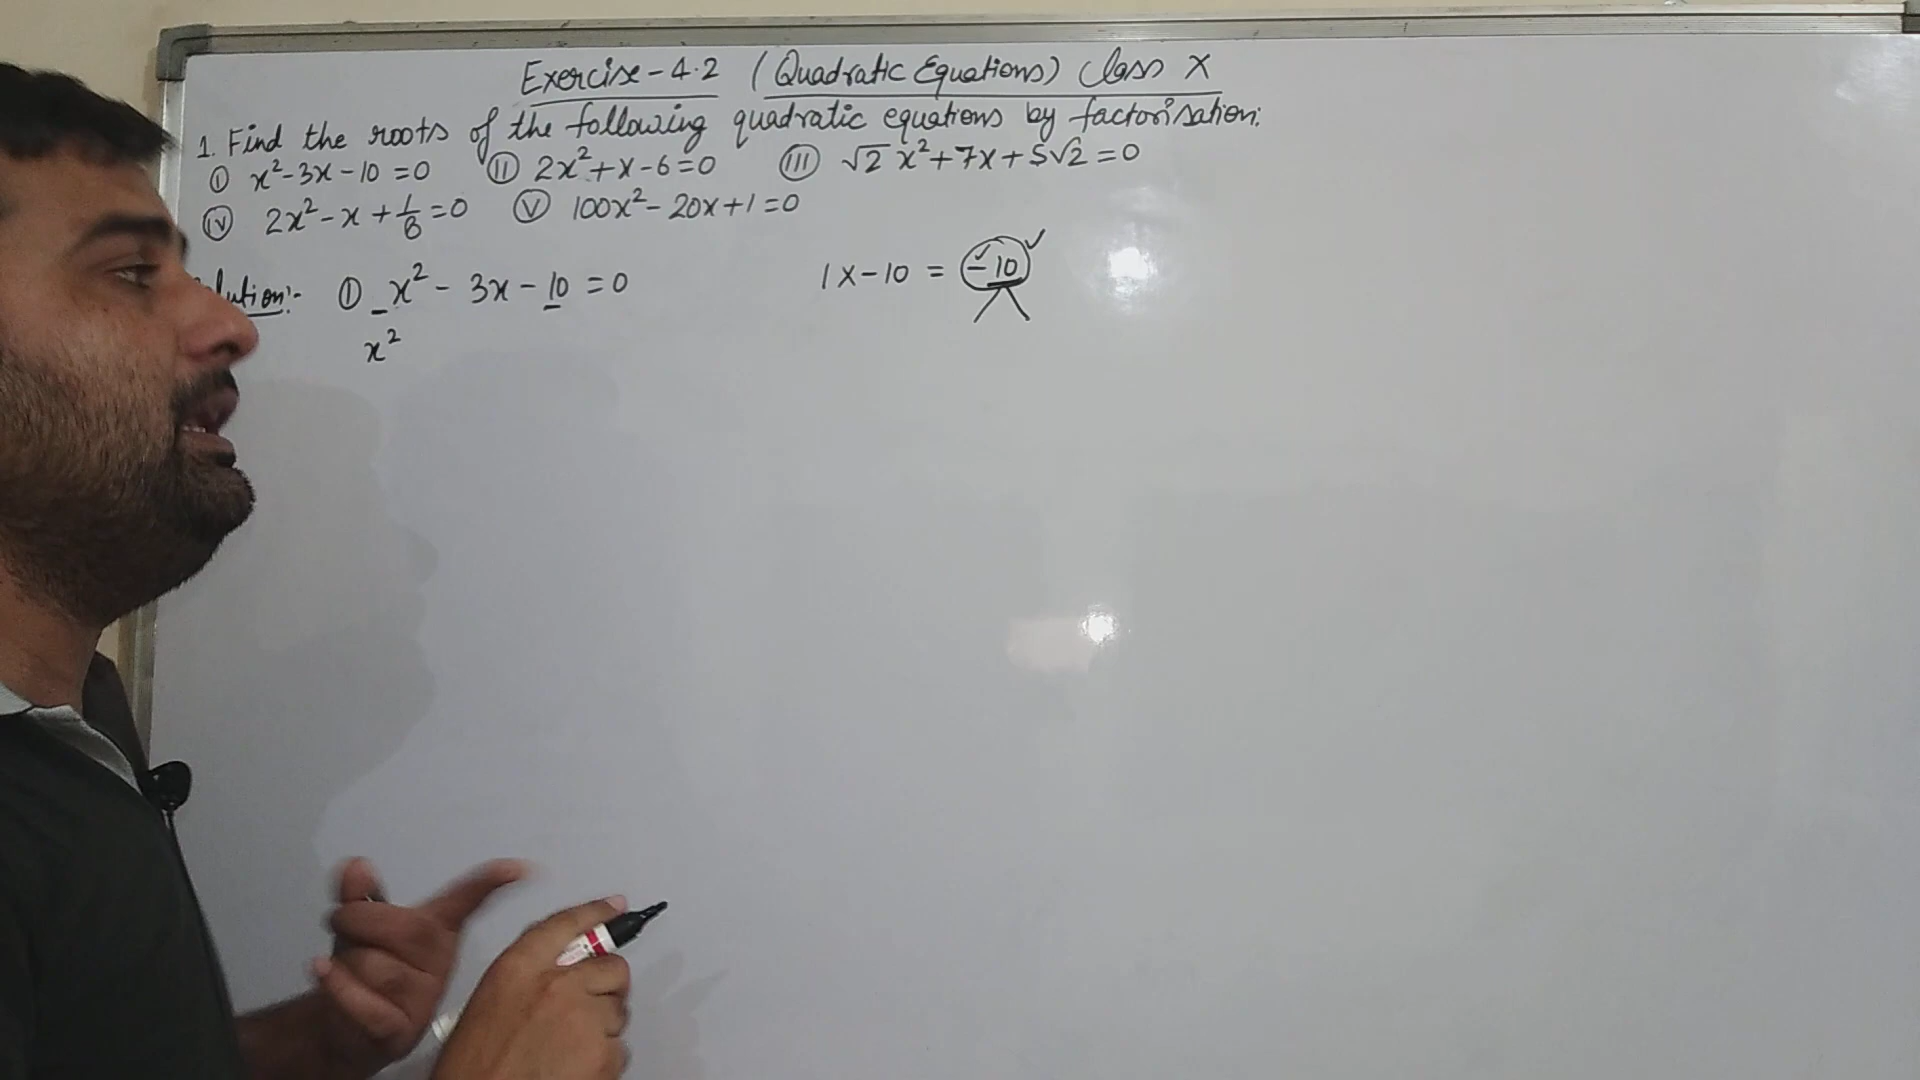 Exercise-4.2 (Quadratic Equations) Class X
1. Find the roots of the following quadratic equations by factorisation:
(I) x²-3x-10=0 (II) 2x²+x-6=0 (III) √2x²+7x+5√2=0
(IV) 2x²-x+1/8=0 (V) 100x²-20x+1=0
lution:- (I) x²-3x-10=0 1x-10=-10
x²